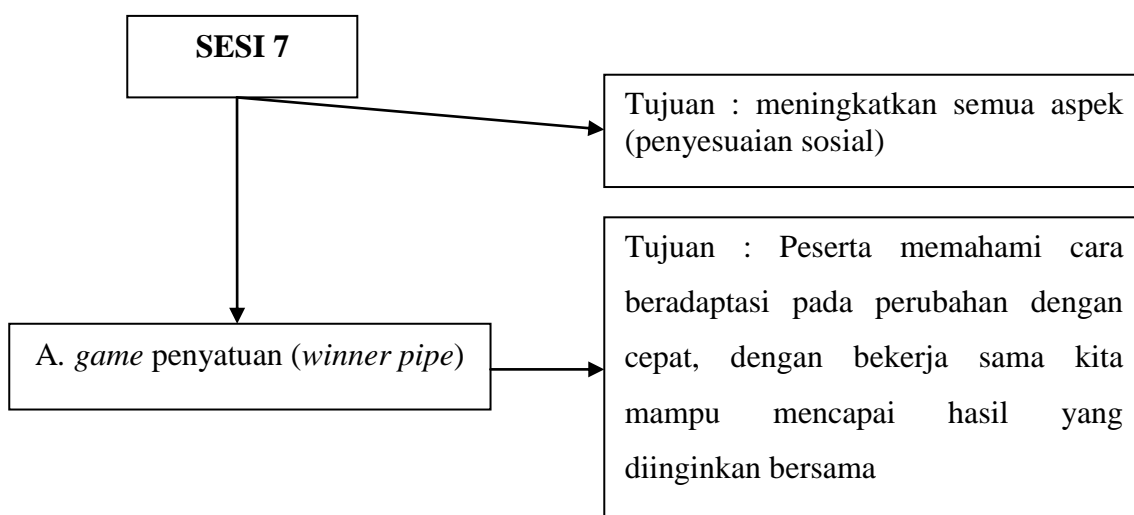 SESI 7
Tujuan : meningkatkan semua aspek
(penyesuaian sosial)
Tujuan : Peserta memahami cara
beradaptasi pada perubahan dengan
cepat, dengan bekerja sama kita
mampu mencapai hasil yang
diinginkan bersama
A. game penyatuan (winner pipe)